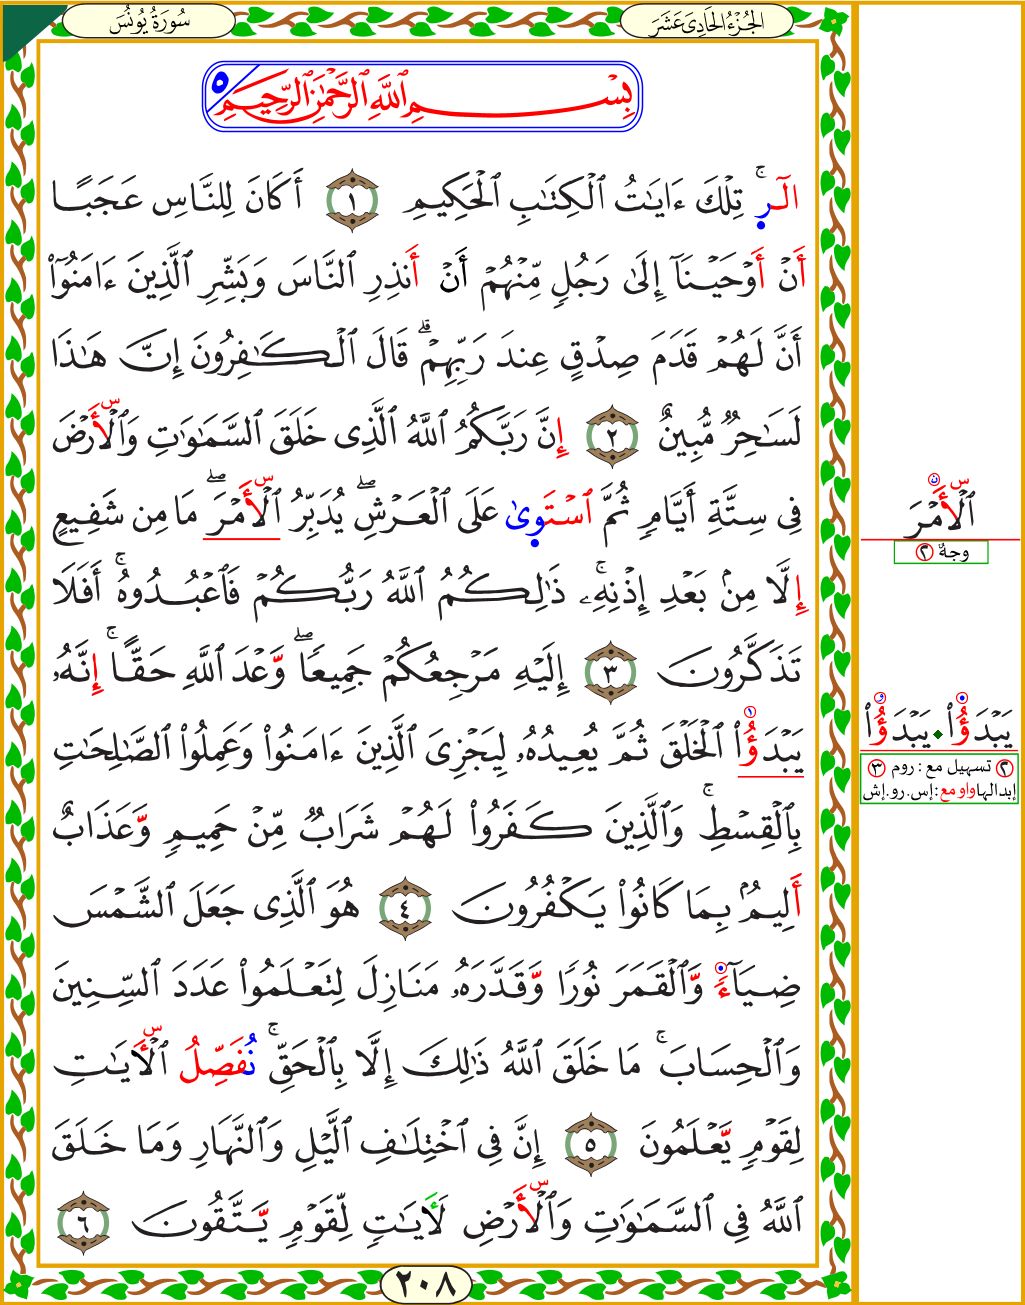 سُورَةُ يُونُسَ
الجُزْءُ الحَادِىَ عَشَرَ
بِسْمِ ٱللَّهِ ٱلرَّحْمَٰنِ ٱلرَّحِيمِ ٥
الٓرۚ تِلْكَ ءَايَٰتُ ٱلْكِتَٰبِ ٱلْحَكِيمِ ١ أَكَانَ لِلنَّاسِ عَجَبًا
أَنْ أَوْحَيْنَآ إِلَىٰ رَجُلٍ مِّنْهُمْ أَنْ أَنذِرِ ٱلنَّاسَ وَبَشِّرِ ٱلَّذِينَ ءَامَنُوٓاْ
أَنَّ لَهُمْ قَدَمَ صِدْقٍ عِندَ رَبِّهِمْۗ قَالَ ٱلْكَٰفِرُونَ إِنَّ هَٰذَا
لَسَٰحِرٌ مُّبِينٌ ٢ إِنَّ رَبَّكُمُ ٱللَّهُ ٱلَّذِى خَلَقَ ٱلسَّمَٰوَٰتِ وَٱلْأَرْضَ
فِى سِتَّةِ أَيَّامٍ ثُمَّ ٱسْتَوِىٰ عَلَى ٱلْعَرْشِۖ يُدَبِّرُ ٱلْأَمْرَۖ مَا مِن شَفِيعٍ
إِلَّا مِنۢ بَعْدِ إِذْنِهِۦۚ ذَٰلِكُمُ ٱللَّهُ رَبُّكُمْ فَٱعْبُدُوهُۚ أَفَلَا
تَذَكَّرُونَ ٣ إِلَيْهِ مَرْجِعُكُمْ جَمِيعًاۖ وَّعْدَ ٱللَّهِ حَقًّاۚ إِنَّهُۥ
يَبْدَؤُاْ ٱلْخَلْقَ ثُمَّ يُعِيدُهُۥ لِيَجْزِىَ ٱلَّذِينَ ءَامَنُواْ وَعَمِلُواْ ٱلصَّٰلِحَٰتِ
بِٱلْقِسْطِۚ وَٱلَّذِينَ كَفَرُواْ لَهُمْ شَرَابٌ مِّنْ حَمِيمٍ وَّعَذَابٌ
أَلِيمٌۢ بِمَا كَانُواْ يَكْفُرُونَ ٤ هُوَ ٱلَّذِى جَعَلَ ٱلشَّمْسَ
ضِيَآءً وَّٱلْقَمَرَ نُورًا وَّقَدَّرَهُۥ مَنَازِلَ لِتَعْلَمُواْ عَدَدَ ٱلسِّنِينَ
وَٱلْحِسَابَۚ مَا خَلَقَ ٱللَّهُ ذَٰلِكَ إِلَّا بِٱلْحَقِّۚ نُفَصِّلُ ٱلْأٓيَٰتِ
لِقَوْمٍ يَّعْلَمُونَ ٥ إِنَّ فِى ٱخْتِلَٰفِ ٱلَّيْلِ وَٱلنَّهَارِ وَمَا خَلَقَ
ٱللَّهُ فِى ٱلسَّمَٰوَٰتِ وَٱلْأَرْضِ لَأٓيَٰتٍ لِّقَوْمٍ يَّتَّقُونَ ٦
٢٠٨
ٱلْأَمْرَ
وجهٌ ٢
يَبْدَؤُاْ • يَبْدَؤُاْ
٢ تسهيل مع : روم ٣
إبدالها واو مع: إس. رو. إش